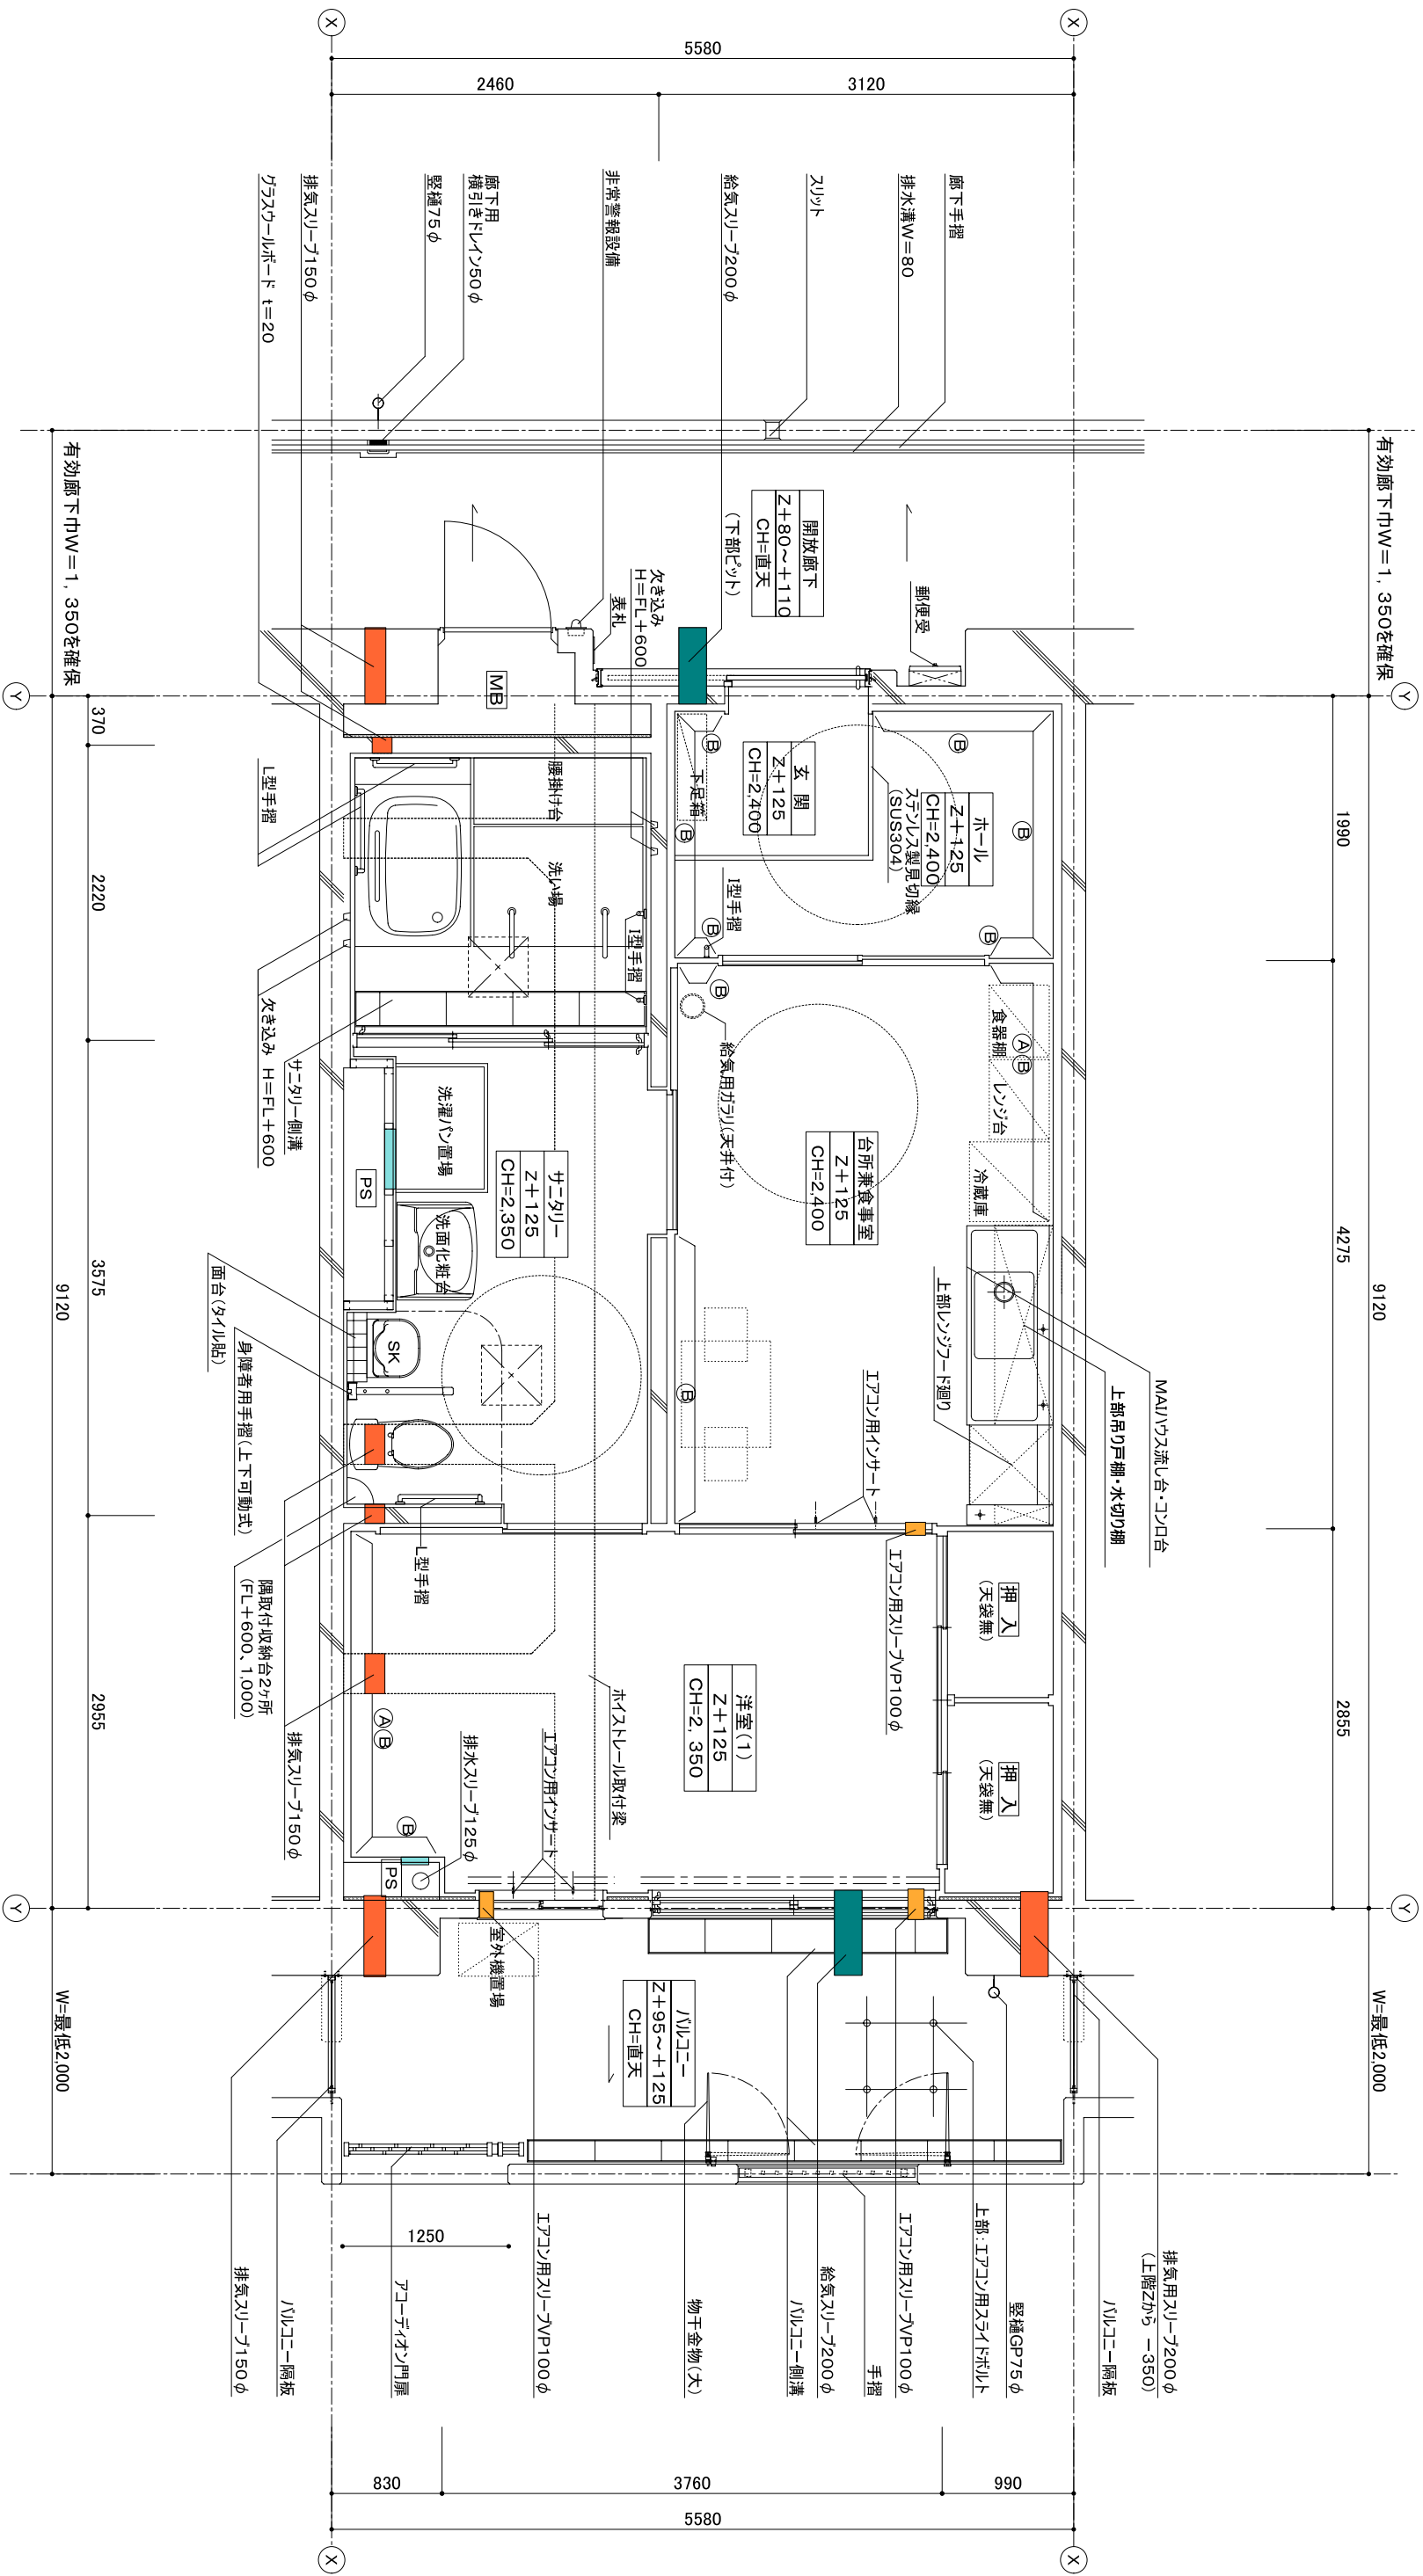 X
X
5580
2460
3120
グラスウールボード t=20
排気スリーブ150φ
竪樋75φ
廊下用
横引きドレイン50φ
非常警報設備
給気スリーブ200φ
(下部ピット)
スリット
排水溝W=80
廊下手摺
有効廊下巾W=1, 350を確保
有効廊下巾W=1, 350を確保
開放廊下
Z+80～+110
CH=直天
郵便受
欠き込み
H=FL+600
表札
MB
Y
Y
370
2220
3575
2955
9120
1990
4275
2855
9120
L型手摺
腰掛け台
洗い場
I型手摺
下足箱
玄 関
Z+125
CH=2,400
ホール
Z+125
CH=2,400
ステンレス製見切縁
(SUS304)
I型手摺
B
B
B
B
B
B
B
欠き込み H=FL+600
サニタリー側溝
洗濯パン置場
PS
洗面化粧台
サニタリー
Z+125
CH=2,350
給気用ガラリ(天井付)
台所兼食事室
Z+125
CH=2,400
食器棚
A
B
レンジ台
冷蔵庫
上部レンジフード廻り
MAIハウス流し台・コンロ台
上部吊り戸棚・水切り棚
SK
面台(タイル貼)
身障者用手摺(上下可動式)
隅取付収納台2ヶ所
(FL+600、1,000)
排気スリーブ150φ
L型手摺
B
エアコン用インサート
エアコン用スリーブVP100φ
押 入
(天袋無)
押 入
(天袋無)
洋室(1)
Z+125
CH=2, 350
ホイストレール取付梁
エアコン用インサート
排水スリーブ125φ
A
B
B
PS
Y
Y
室外機置場
バルコニー
Z+95～+125
CH=直天
W=最低2,000
W=最低2,000
1250
排気スリーブ150φ
バルコニー隔板
アコーディオン門扉
エアコン用スリーブVP100φ
物干金物(大)
バルコニー側溝
給気スリーブ200φ
手摺
エアコン用スリーブVP100φ
上部:エアコン用スライドボルト
竪樋GP75φ
バルコニー隔板
排気用スリーブ200φ
(上階Zから －350)
830
3760
990
5580
X
X